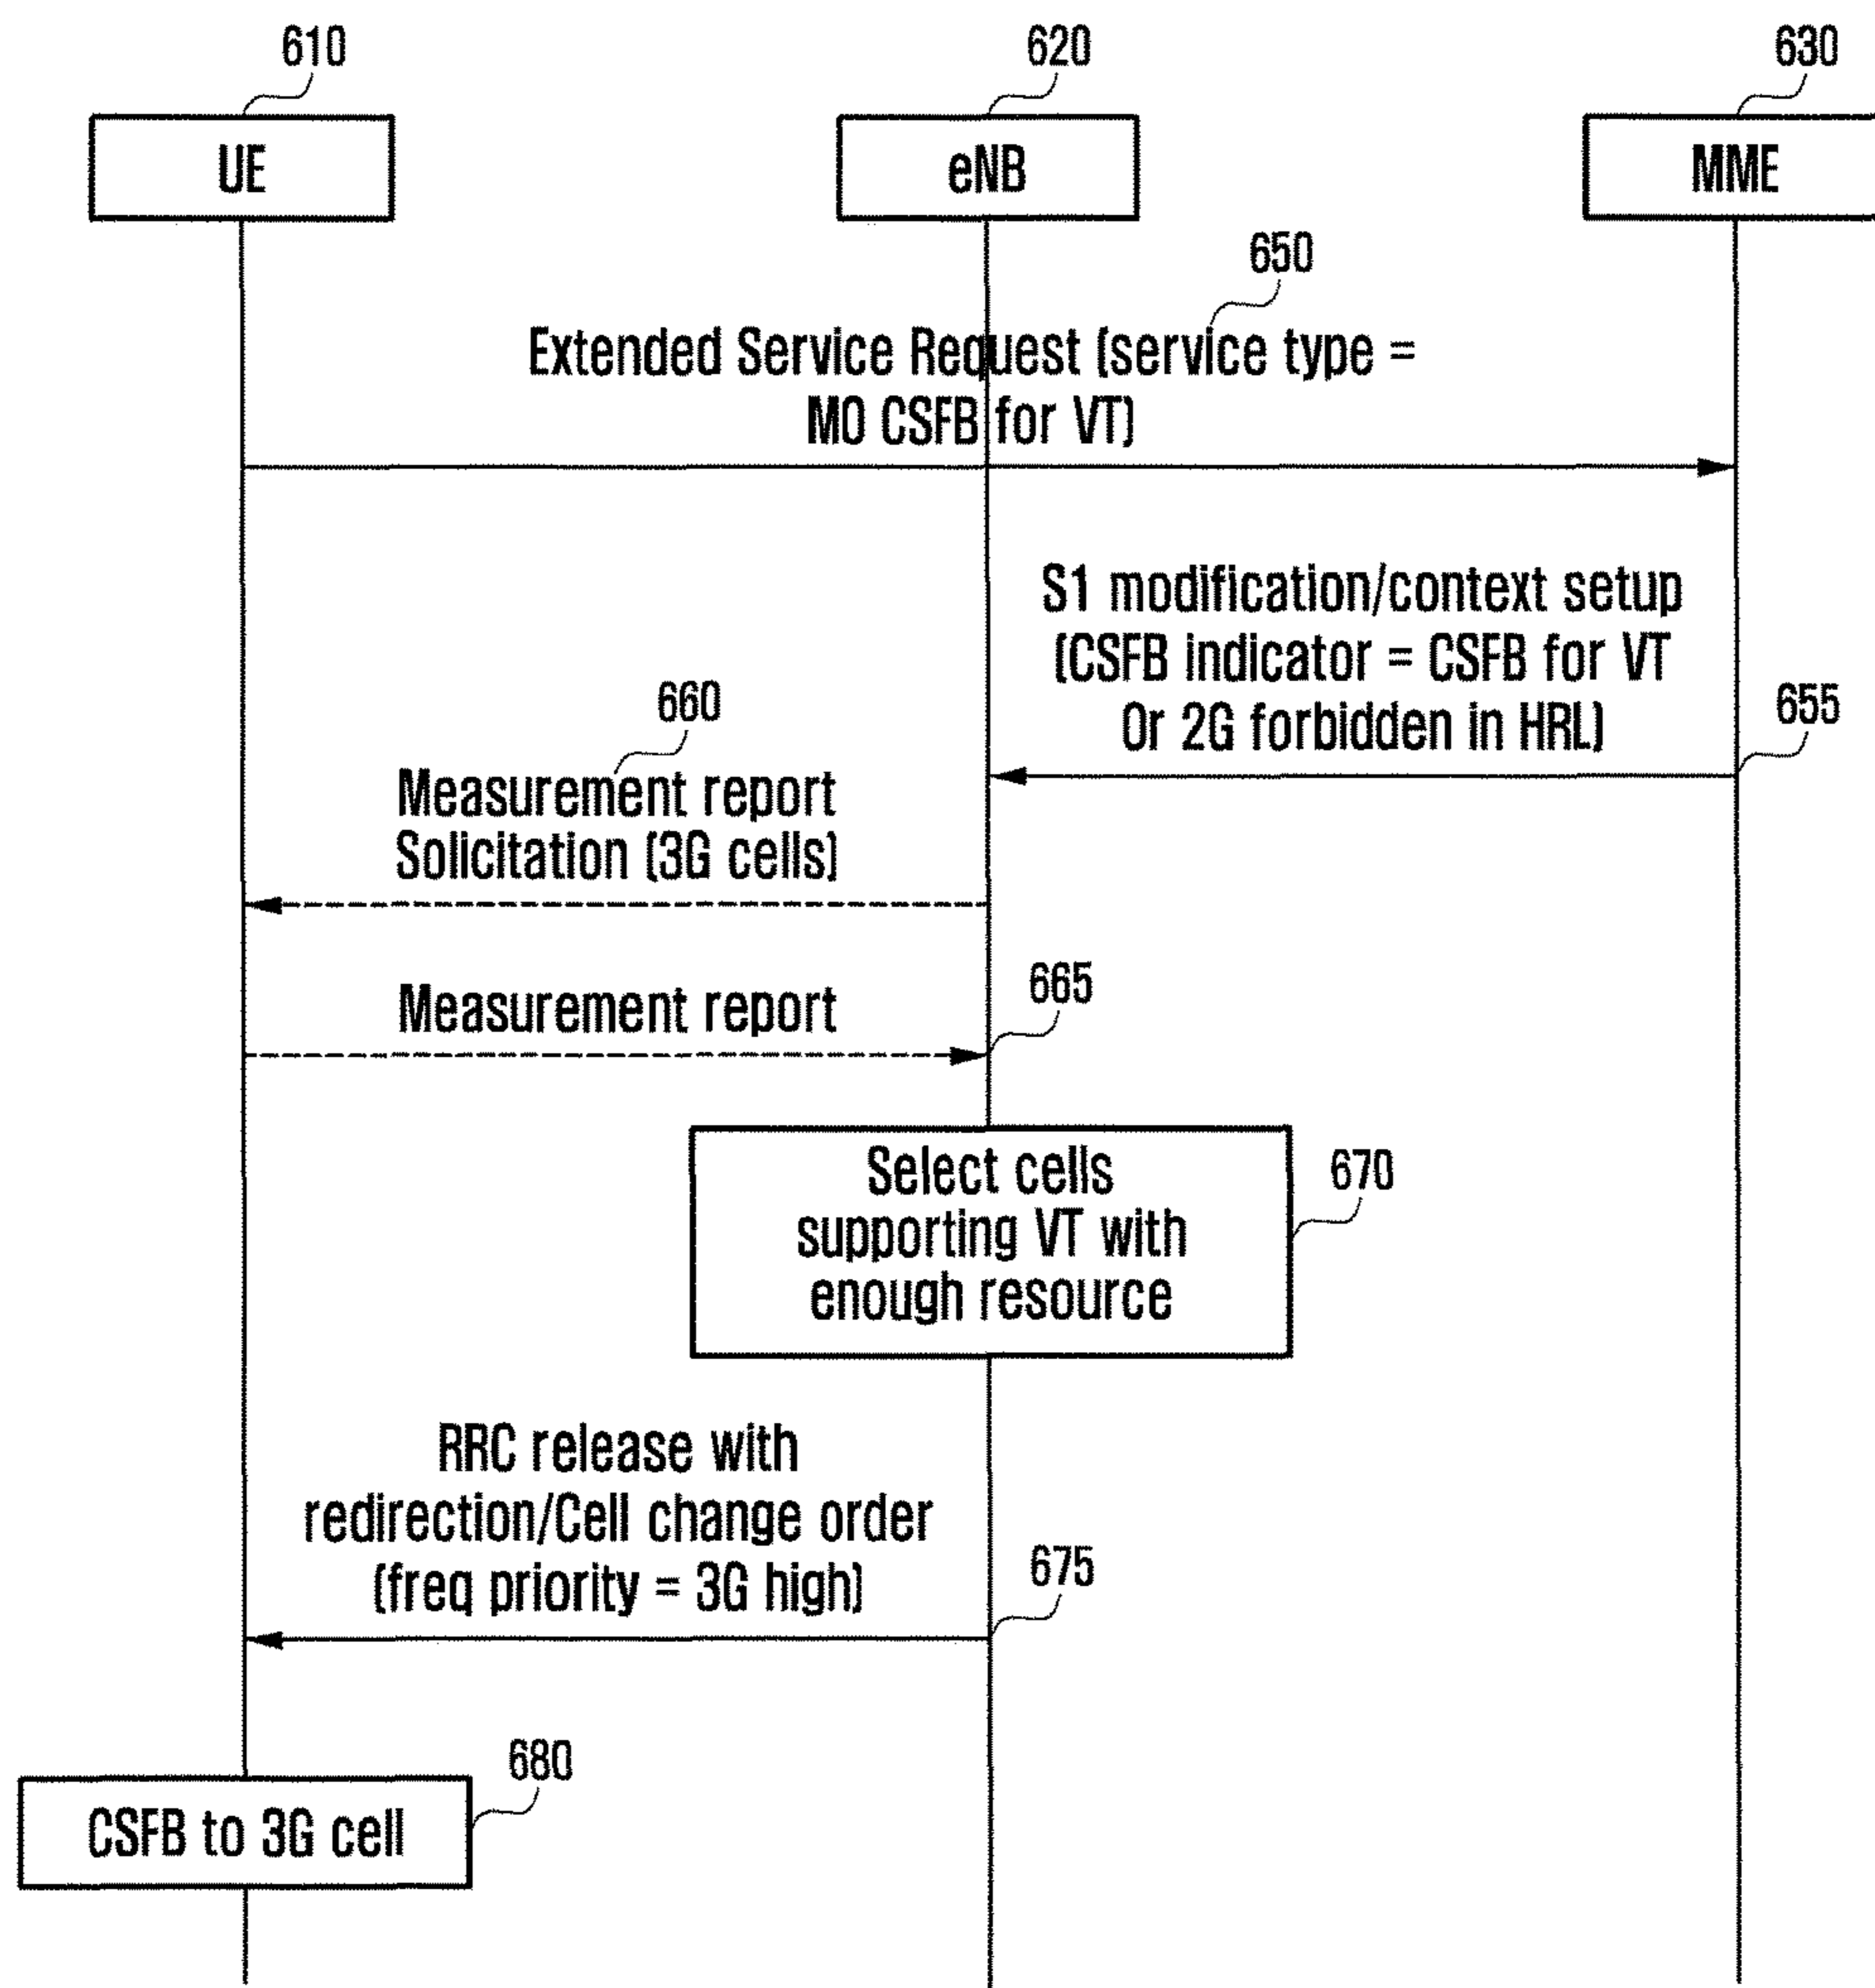 610
620
630
UE
eNB
MME
650
Extended Service Request (service type =
MO CSFB for VT)
S1 modification/context setup
(CSFB indicator = CSFB for VT
Or 2G forbidden in HRL)
655
660
Measurement report
Solicitation (3G cells)
665
Measurement report
Select cells
supporting VT with
enough resource
670
RRC release with
redirection/Cell change order
(freq priority = 3G high)
675
680
CSFB to 3G cell